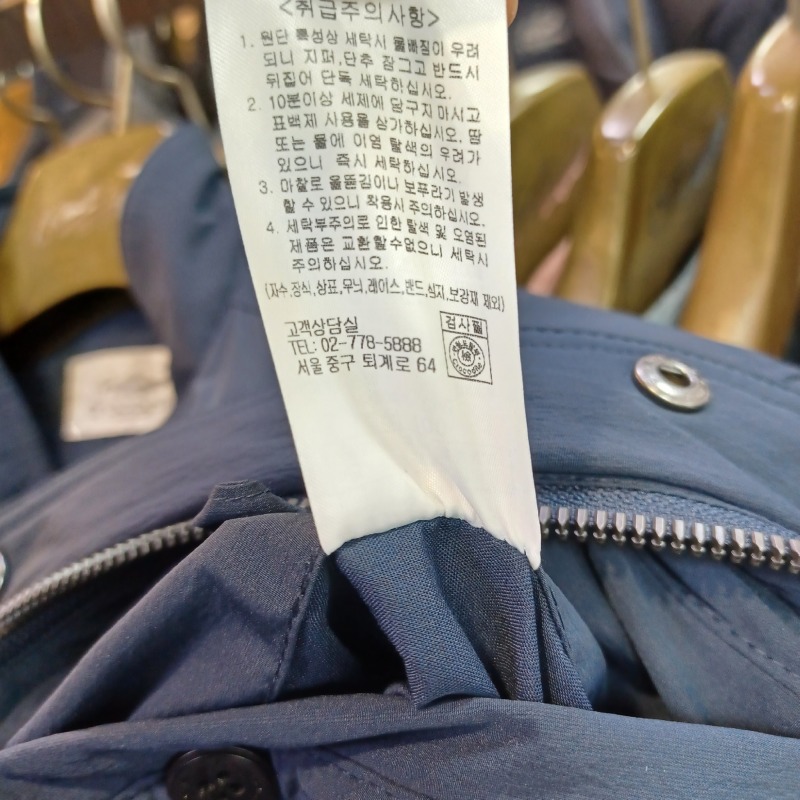 <취급주의사항>
1. 원단 특성상 세탁시 물빠짐이 우려
되니 지퍼,단추 잠그고 반드시
뒤집어 단독 세탁하십시오.
2. 10분이상 세제에 담구지 마시고
표백제 사용을 삼가하십시오. 땀
또는 물에 이염 탈색의 우려가
있으니 즉시 세탁하십시오.
3. 마찰로 올뜯김이나 보푸라기 발생
할 수 있으니 착용시 주의하십시오.
4. 세탁부주의로 인한 탈색 및 오염된
제품은 교환할수없으니 세탁시
주의하십시오.
(자수,장식,상표,무늬,레이스,밴드,심지,보강재 제외)
고객상담실
TEL: 02-778-5888
서울 중구 퇴계로 64
검사필
Crocodile